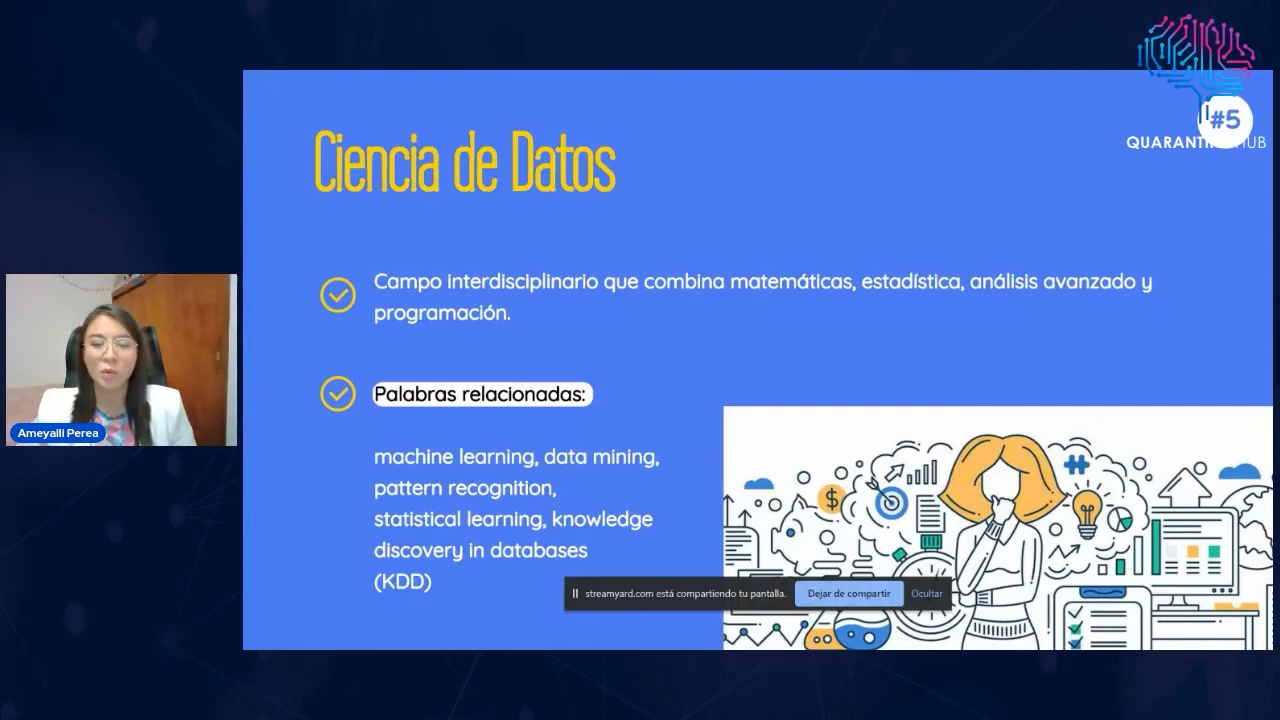 #5
Ciencia de Datos
Campo interdisciplinario que combina matemáticas, estadística, análisis avanzado y
programación.
Palabras relacionadas:
machine learning, data mining,
pattern recognition,
statistical learning, knowledge
discovery in databases
(KDD)
Ameyalli Perea
streamyard.com está compartiendo tu pantalla.
Dejar de compartir
Ocultar
$